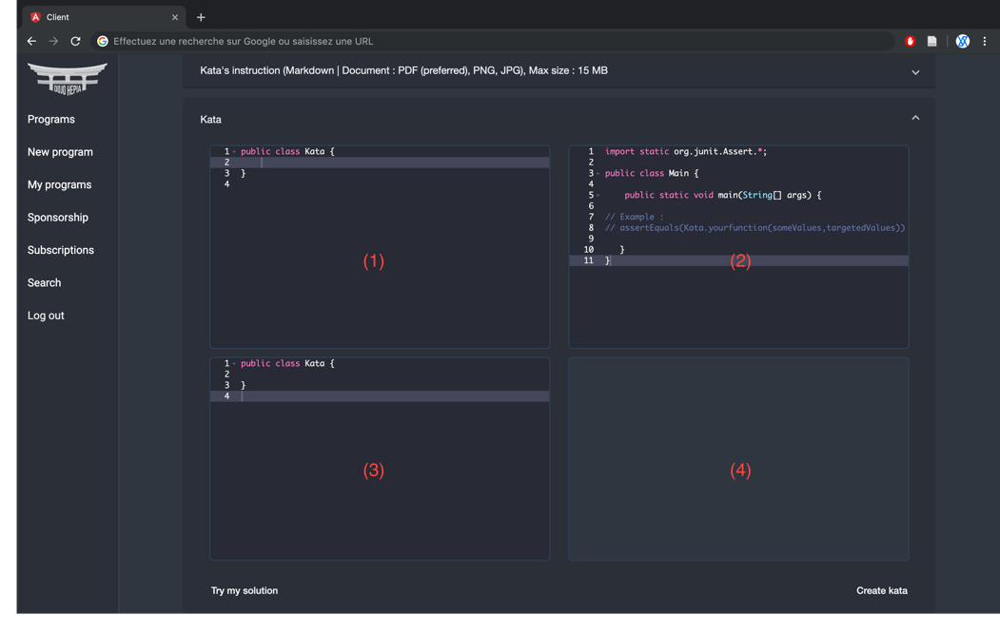 Client
Effectuez une recherche sur Google ou saisissez une URL
DOJO HEPIA
Programs
New program
My programs
Sponsorship
Subscriptions
Search
Log out
Kata's instruction (Markdown | Document : PDF (preferred), PNG, JPG), Max size : 15 MB
Kata
1 public class Kata {
2
3 }
4
(1)
1 import static org.junit.Assert.*;
2
3 public class Main {
4
5 public static void main(String[] args) {
6
7 // Example :
8 // assertEquals(Kata.yourfunction(someValues,targetedValues))
9
10 }
11 }
(2)
1 public class Kata {
2
3 }
4
(3)
(4)
Try my solution
Create kata